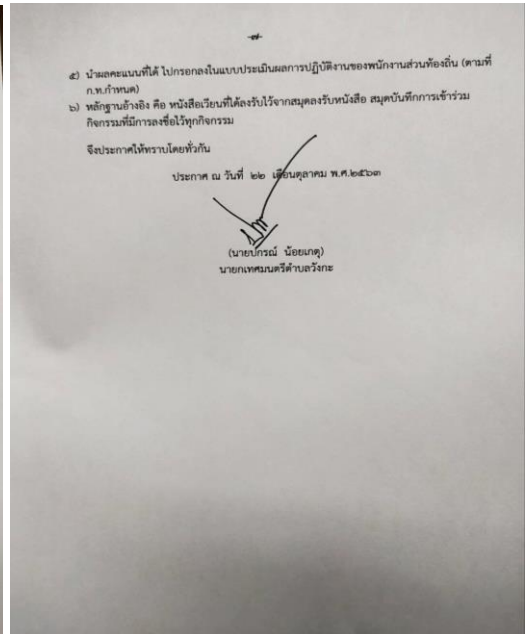 -๗-
๕) นำผลคะแนนที่ได้ ไปกรอกลงในแบบประเมินผลการปฏิบัติงานของพนักงานส่วนท้องถิ่น (ตามที่
ก.ท.กำหนด)
๖) หลักฐานอ้างอิง คือ หนังสือเวียนที่ได้ลงรับไว้จากสมุดลงรับหนังสือ สมุดบันทึกการเข้าร่วม
กิจกรรมที่มีการลงชื่อไว้ทุกกิจกรรม
จึงประกาศให้ทราบโดยทั่วกัน
ประกาศ ณ วันที่ ๒๒ เดือนตุลาคม พ.ศ.๒๕๖๓
(นายปกรณ์ น้อยเกตุ)
นายกเทศมนตรีตำบลวังกะ